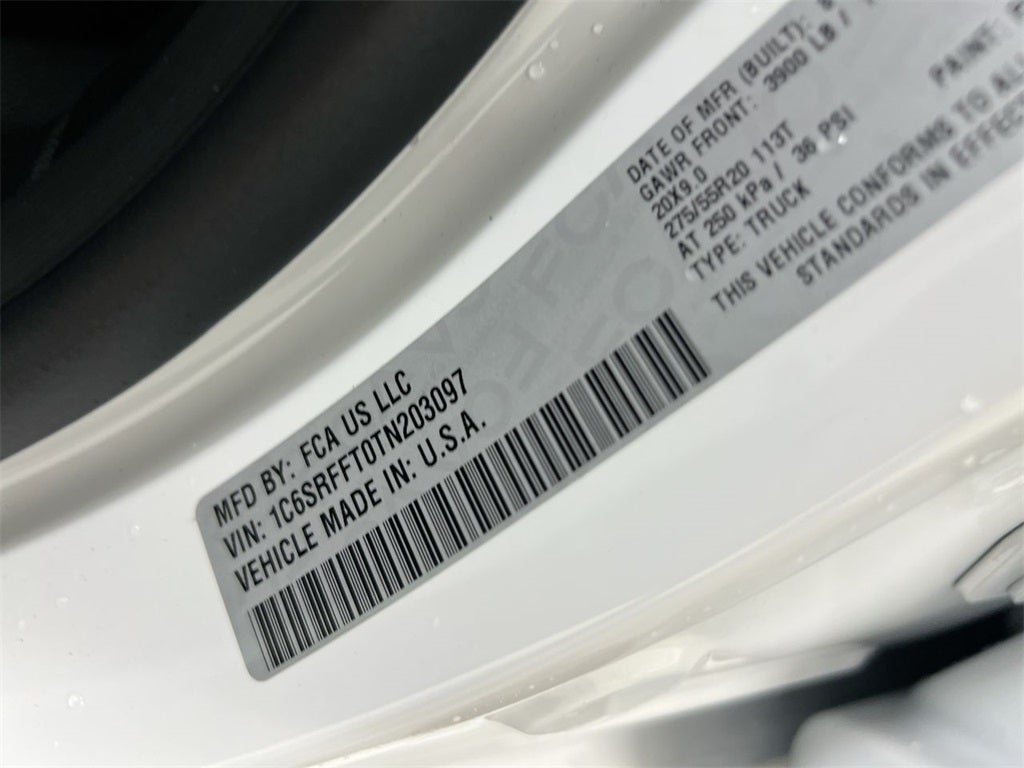 MFD BY: FCA US LLC
VIN: 1C6SRFFT0TN203097
VEHICLE MADE IN: U.S.A.
DATE OF MFR (BUILT):
GAWR FRONT: 3900 LB /
20X9.0
275/55R20 113T
AT 250 kPa / 36 PSI
TYPE: TRUCK
PAINT:
THIS VEHICLE CONFORMS TO
STANDARDS IN EFFECT